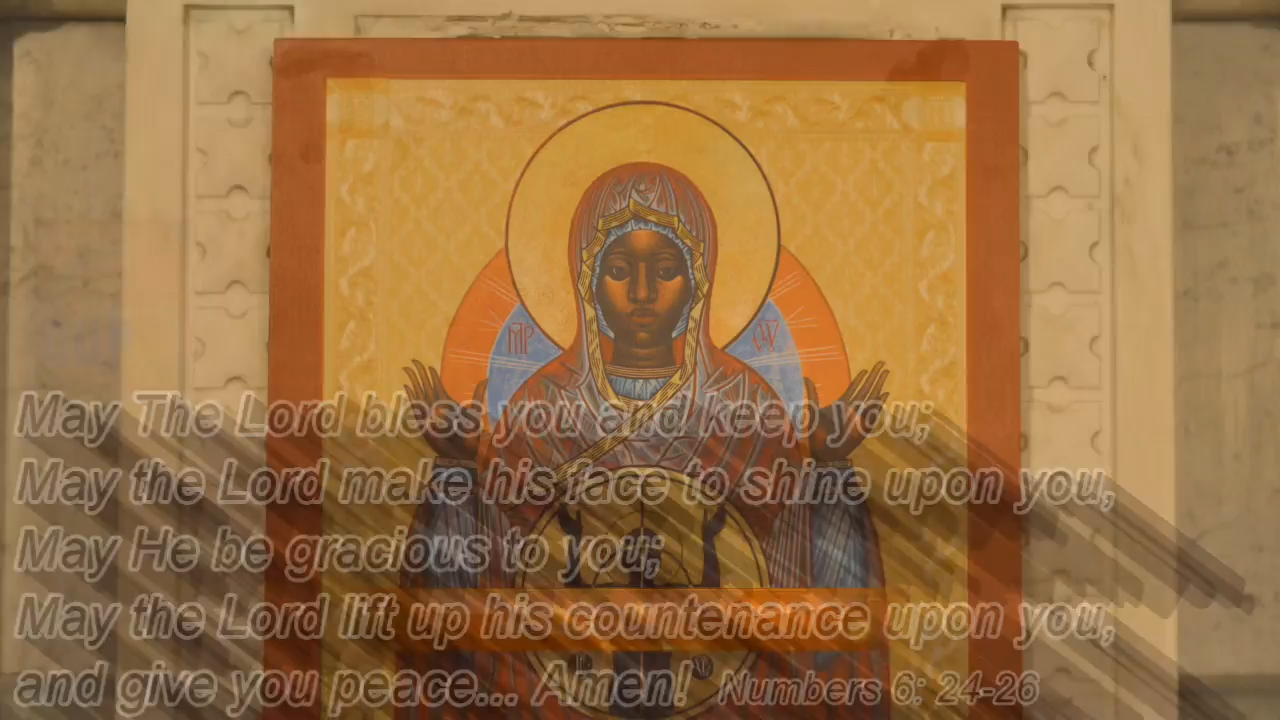 ΜΡ ΘΥ
May The Lord bless you and keep you;
May the Lord make his face to shine upon you,
May He be gracious to you;
May the Lord lift up his countenance upon you,
and give you peace... Amen! Numbers 6: 24-26